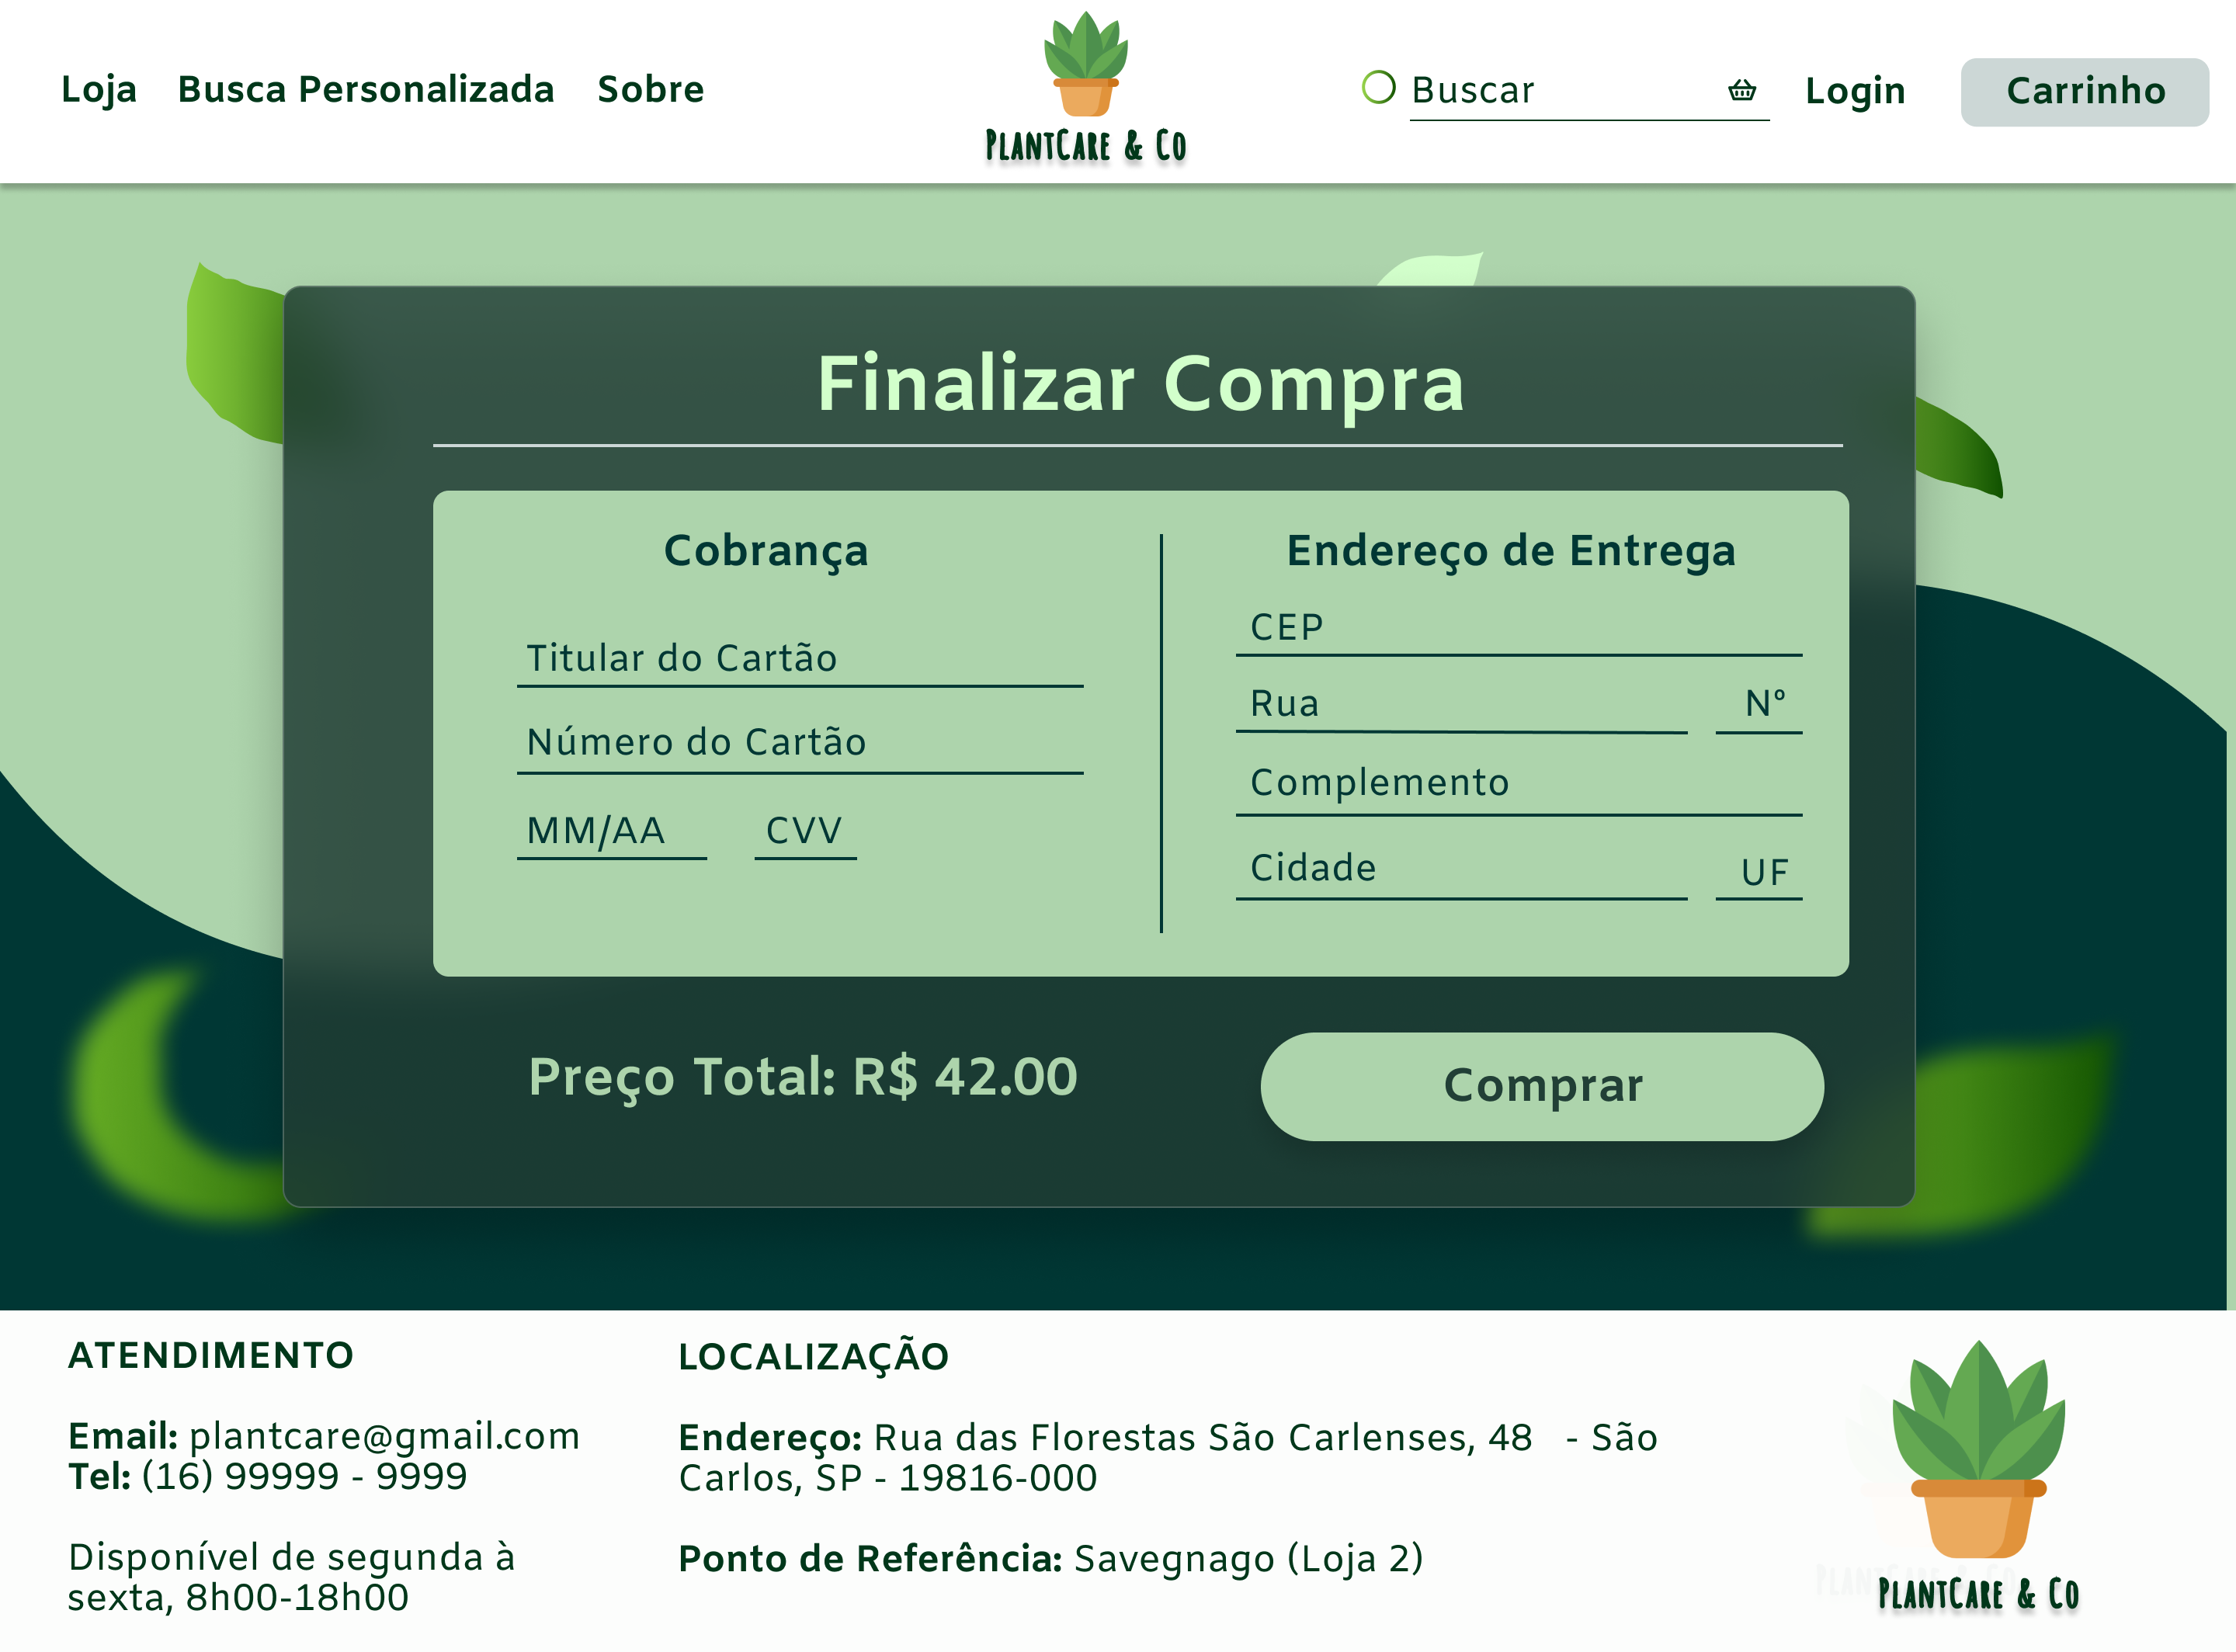 Loja Busca Personalizada Sobre
PLANTCARE & CO
Buscar
Login
Carrinho
Finalizar Compra
Cobrança
Titular do Cartão
Número do Cartão
MM/AA CVV
Endereço de Entrega
CEP
Rua Nº
Complemento
Cidade UF
Preço Total: R$ 42.00
Comprar
ATENDIMENTO
Email: plantcare@gmail.com
Tel: (16) 99999 - 9999
Disponível de segunda à
sexta, 8h00-18h00
LOCALIZAÇÃO
Endereço: Rua das Florestas São Carlenses, 48 - São
Carlos, SP - 19816-000
Ponto de Referência: Savegnago (Loja 2)
PLANTCARE & CO